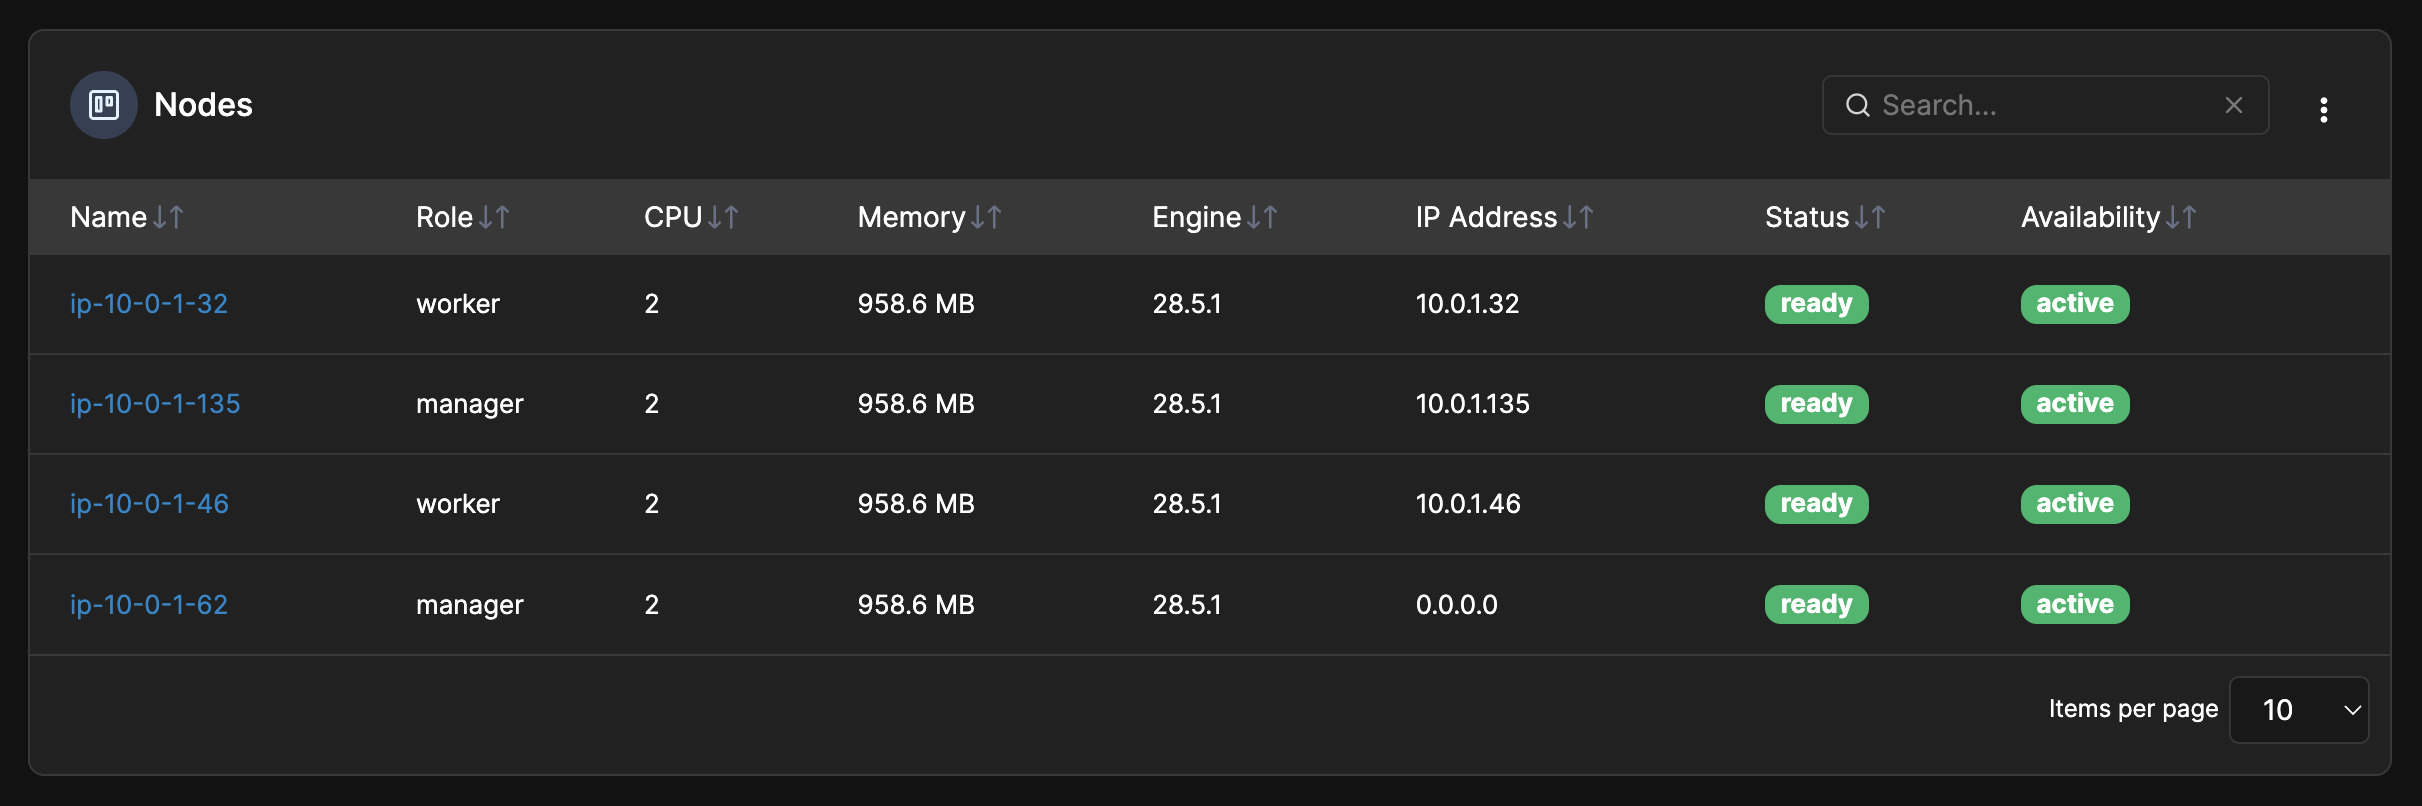 Nodes
Search...
Name Role CPU Memory Engine IP Address Status Availability
ip-10-0-1-32 worker 2 958.6 MB 28.5.1 10.0.1.32 ready active
ip-10-0-1-135 manager 2 958.6 MB 28.5.1 10.0.1.135 ready active
ip-10-0-1-46 worker 2 958.6 MB 28.5.1 10.0.1.46 ready active
ip-10-0-1-62 manager 2 958.6 MB 28.5.1 0.0.0.0 ready active
Items per page 10